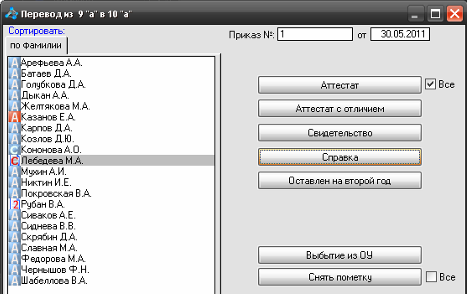 Перевод из 9 "а" в 10 "а"
Сортировать:
по фамилии
Приказ №: 1 от 30.05.2011
А Арефьева А.А.
А Батаев Д.А.
А Голубкова Д.А.
А Дыкан А.А.
А Желтякова М.А.
А Казанов Е.А.
А Карпов Д.А.
А Козлов Д.Ю.
С Кононова А.О.
С Лебедева М.А.
А Мухин А.И.
А Никтин И.Е.
А Покровская В.А.
2 Рубан В.А.
А Сиваков А.Е.
А Сиднева В.В.
А Скрябин Д.А.
А Славная М.А.
А Федорова М.А.
А Чернышов Ф.Н.
А Шабеллова В.А.
Аттестат Все
Аттестат с отличием
Свидетельство
Справка
Оставлен на второй год
Выбытие из ОУ
Снять пометку Все